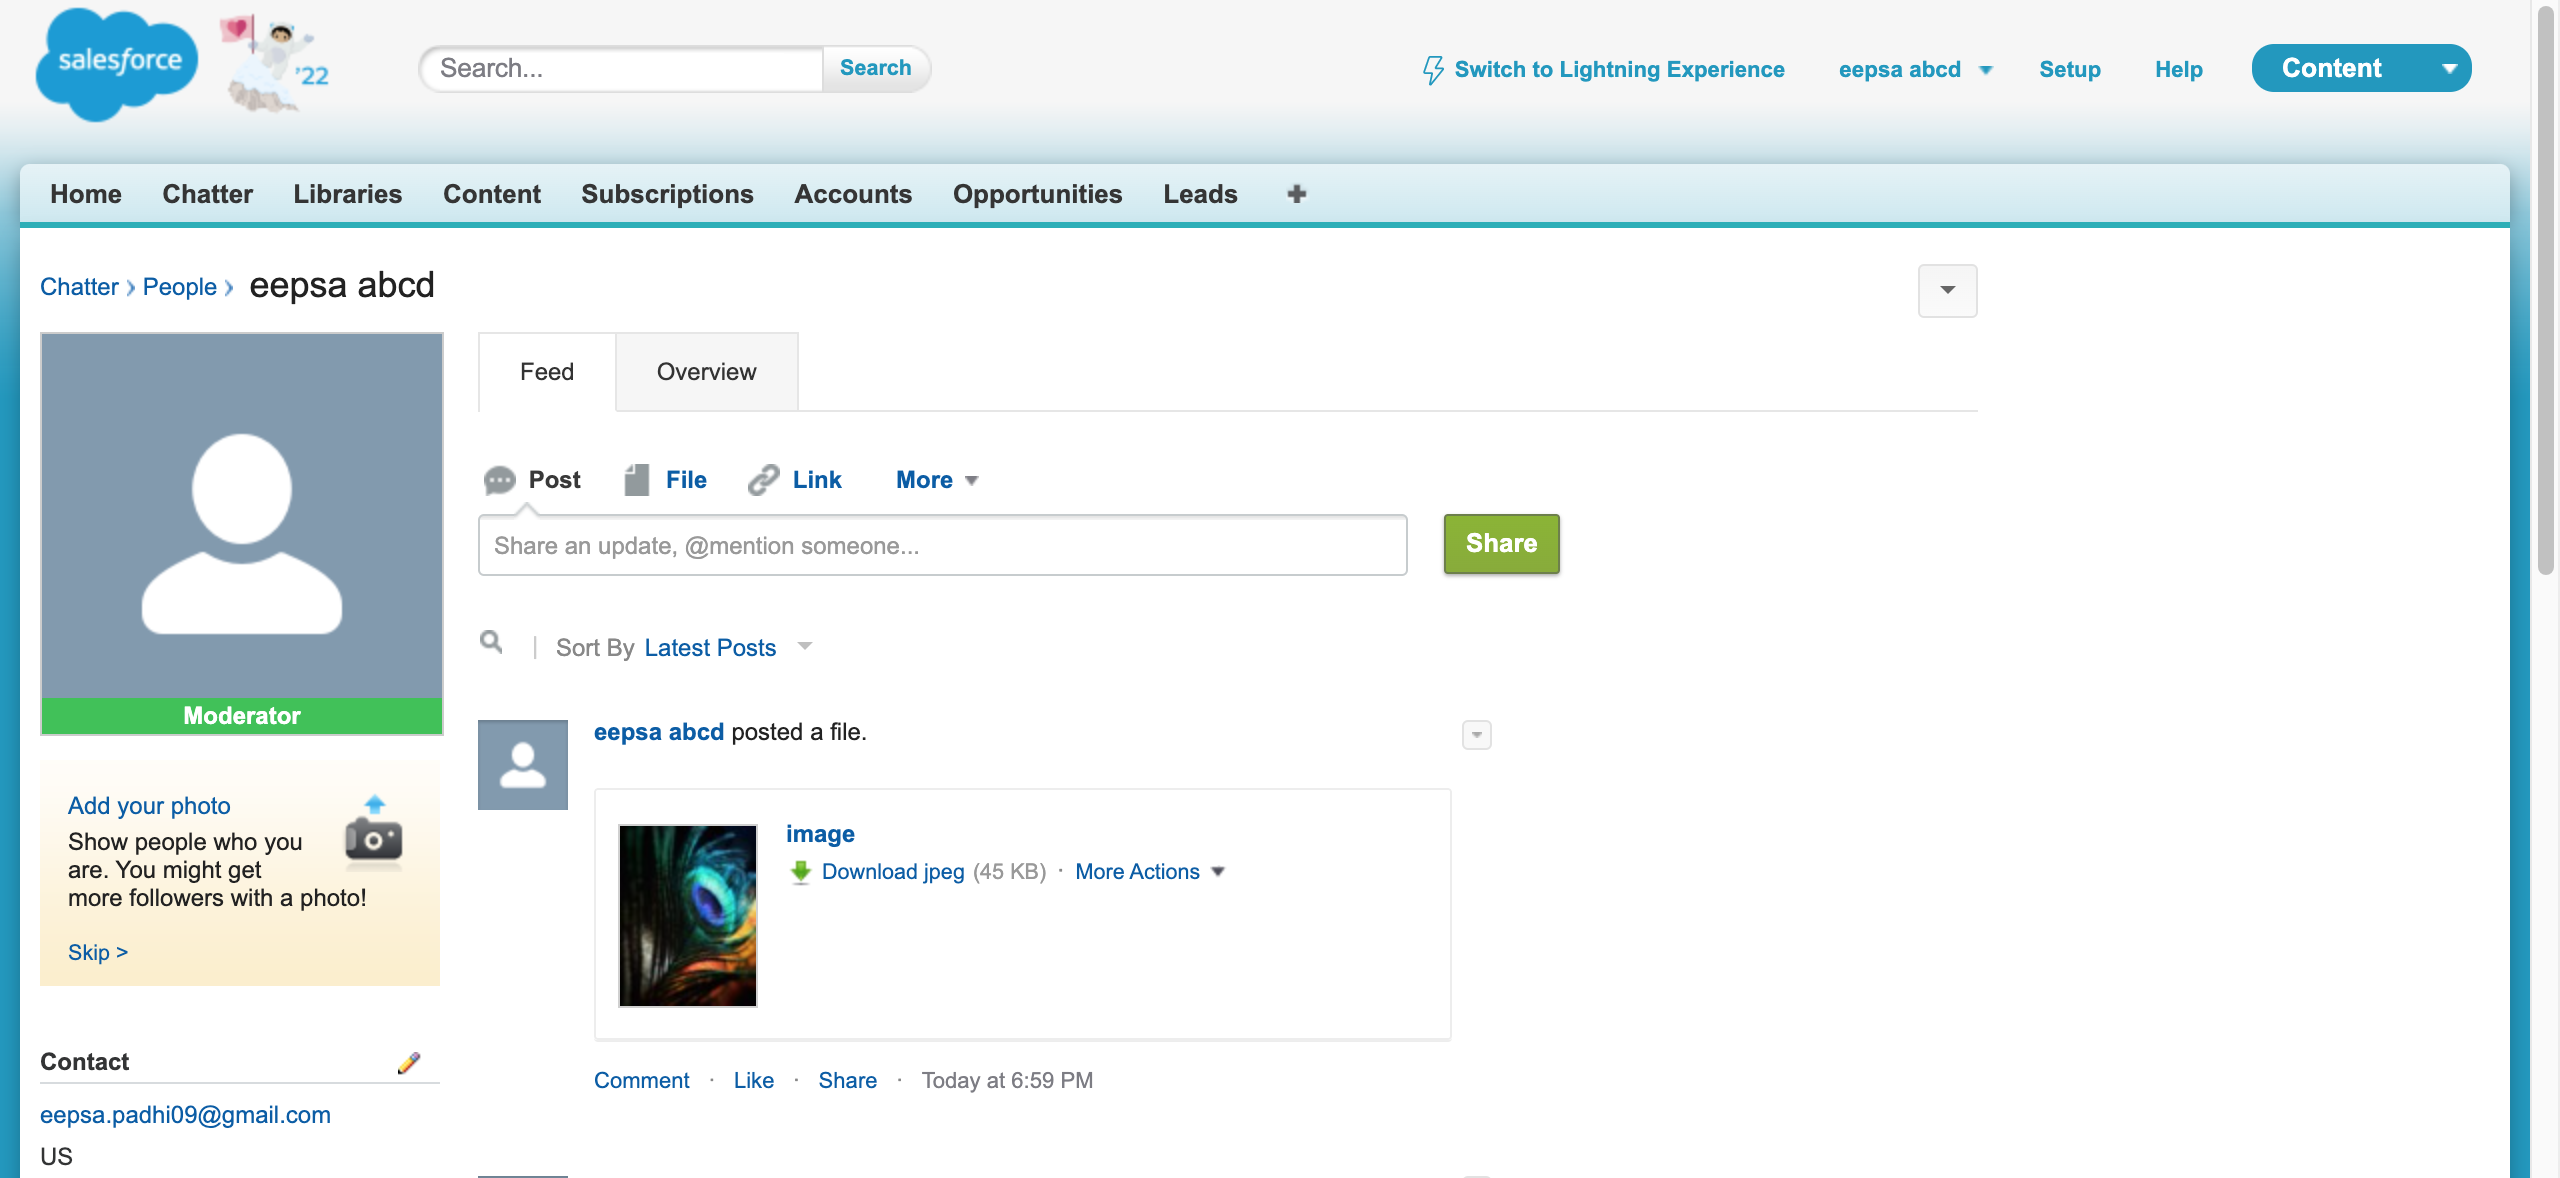 salesforce
'22
Search...
Search
Switch to Lightning Experience
eepsa abcd
Setup
Help
Content
Home
Chatter
Libraries
Content
Subscriptions
Accounts
Opportunities
Leads
Chatter
People
eepsa abcd
Feed
Overview
Post
File
Link
More
Share an update, @mention someone...
Share
Sort By Latest Posts
Moderator
eepsa abcd posted a file.
Add your photo
Show people who you
are. You might get
more followers with a photo!
Skip >
image
Download jpeg (45 KB) · More Actions
Comment · Like · Share · Today at 6:59 PM
Contact
eepsa.padhi09@gmail.com
US